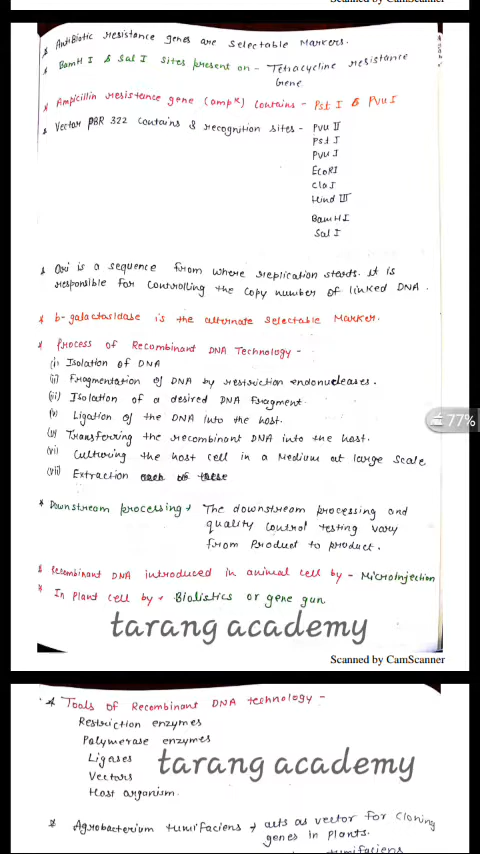 Scanned by CamScanner
* AntiBiotic resistance genes are selectable Markers.
* BamH I & Sal I sites present on - Tetracycline resistance
Gene
* Ampicillin resistance gene (ampR) contains - Pst I & Pvu I
* Vector PBR 322 contains 8 recognition sites - Pvu II
Pst I
Pvu I
EcoRI
Cla I
Hind III
BamHI
Sal I
* Ori is a sequence from where replication starts. It is
responsible for controlling the copy number of linked DNA.
* b-galactasidase is the alternate selectable Marker.
* Process of Recombinant DNA Technology -
(i) Isolation of DNA
(ii) Fragmentation of DNA by restriction endonucleases.
(iii) Isolation of a desired DNA fragment.
(iv) Ligation of the DNA into the host.
(v) Transferring the recombinant DNA into the host.
(vi) Culturing the host cell in a Medium at large scale
(vii) Extraction
77%
* Downstream processing → The downstream processing and
quality control testing vary
from Product to product.
* Recombinant DNA introduced in animal cell by - Microinjection
* In Plant cell by → Biolistics or gene gun
tarang academy
Scanned by CamScanner
* Tools of Recombinant DNA technology -
Restriction enzymes
Polymerase enzymes
Ligases
Vectors
Host organism.
tarang academy
* Agrobacterium tumifaciens → acts as vector for cloning
genes in plants.
tumifaciens